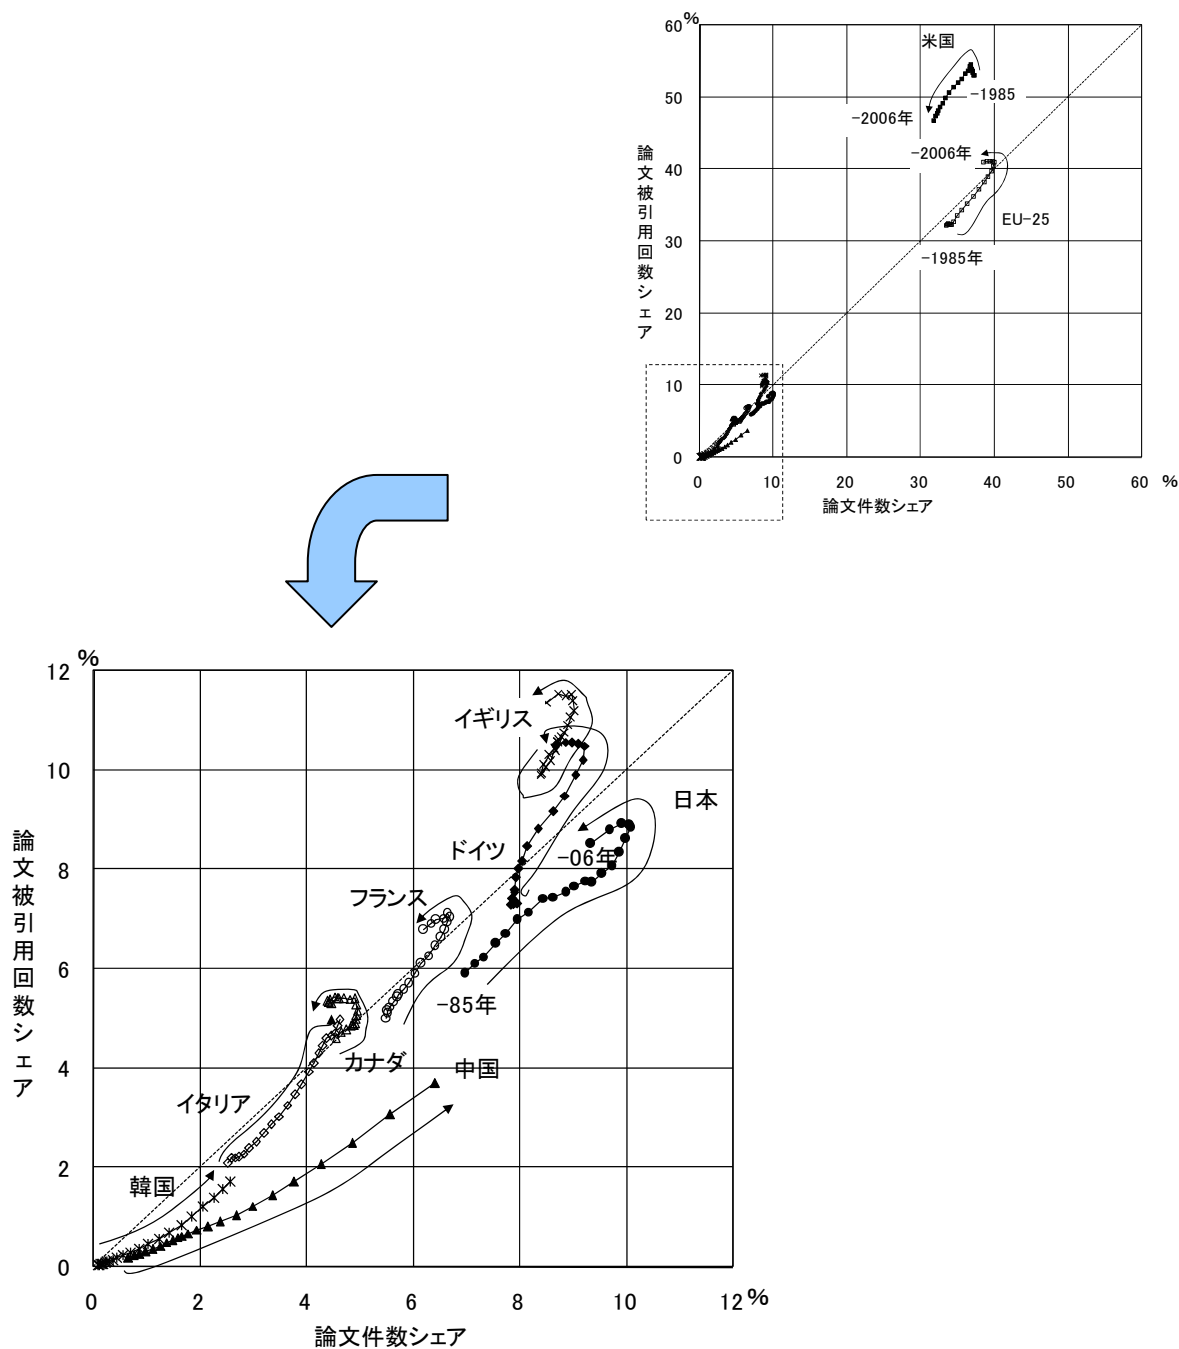 60%
50
40
30
20
10
0
論文被引用回数シェア
米国
-1985
-2006年
-2006年
EU-25
-1985年
0 10 20 30 40 50 60 %
論文件数シェア
%
12
10
8
6
4
2
0
論文被引用回数シェア
イギリス
日本
ドイツ
-06年
フランス
-85年
カナダ
中国
イタリア
韓国
0 2 4 6 8 10 12%
論文件数シェア